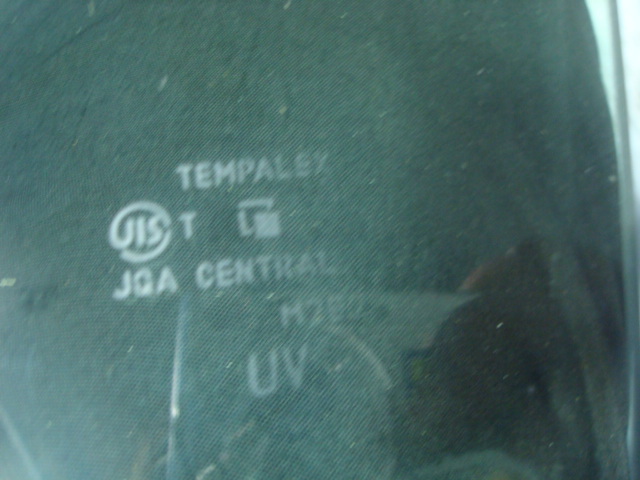 TEMPALEX
JIS T
JQA CENTRAL
UV